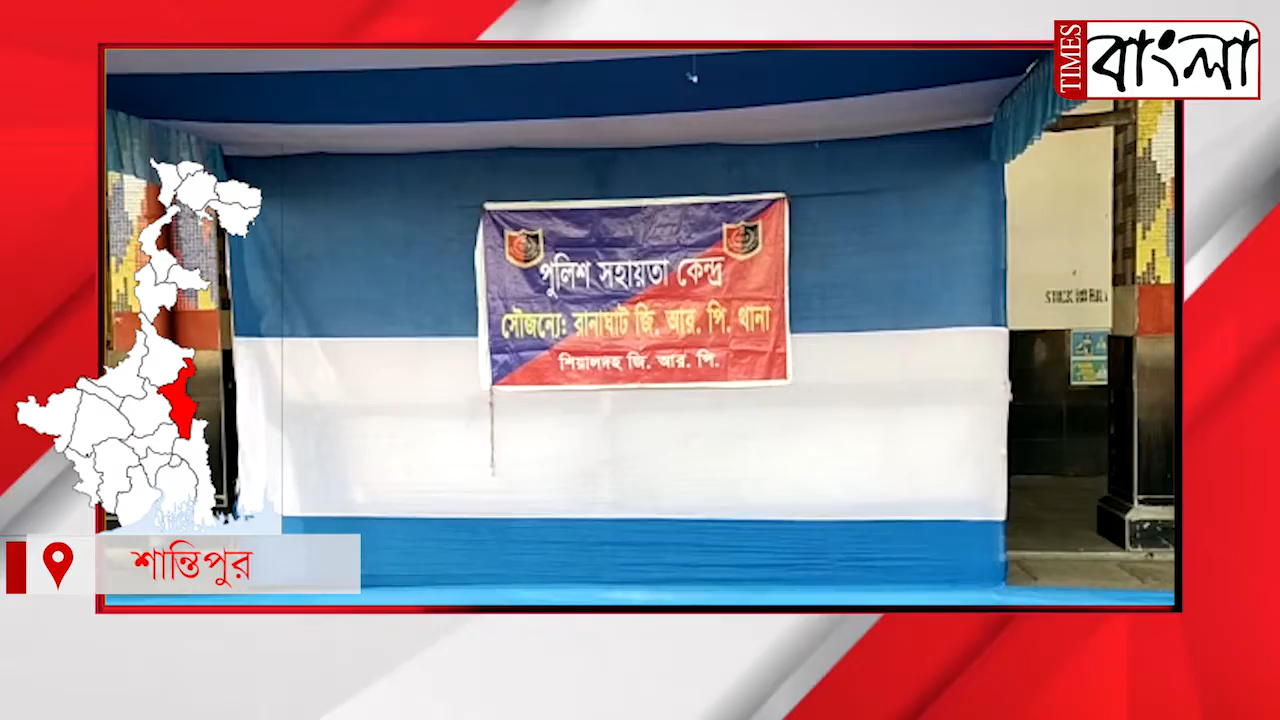 TIMES বাংলা
পুলিশ সহায়তা কেন্দ্র
সৌজন্যে: রানাঘাট জি. আর. পি. থানা
শিয়ালদহ জি. আর. পি.
শান্তিপুর